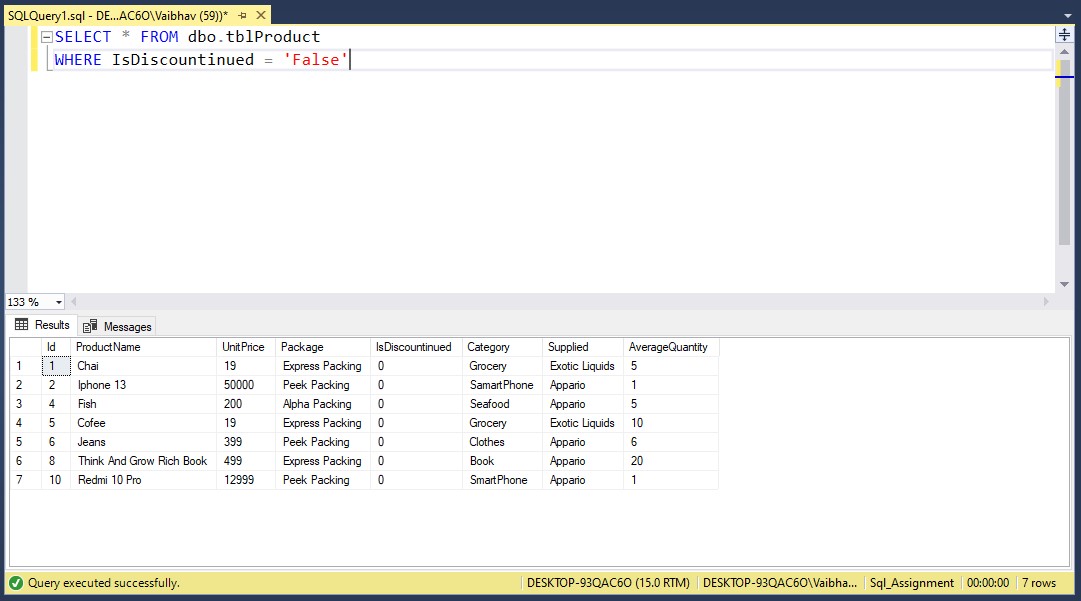 SQLQuery1.sql - DE...AC6O\Vaibhav (59))*
SELECT * FROM dbo.tblProduct
WHERE IsDiscountinued = 'False'
133 %
Results Messages
Id ProductName UnitPrice Package IsDiscountinued Category Supplied AverageQuantity
1 1 Chai 19 Express Packing 0 Grocery Exotic Liquids 5
2 2 Iphone 13 50000 Peek Packing 0 SamartPhone Appario 1
3 4 Fish 200 Alpha Packing 0 Seafood Appario 5
4 5 Cofee 19 Express Packing 0 Grocery Exotic Liquids 10
5 6 Jeans 399 Peek Packing 0 Clothes Appario 6
6 8 Think And Grow Rich Book 499 Express Packing 0 Book Appario 20
7 10 Redmi 10 Pro 12999 Peek Packing 0 SmartPhone Appario 1
Query executed successfully. DESKTOP-93QAC6O (15.0 RTM) DESKTOP-93QAC6O\Vaibha... Sql_Assignment 00:00:00 7 rows